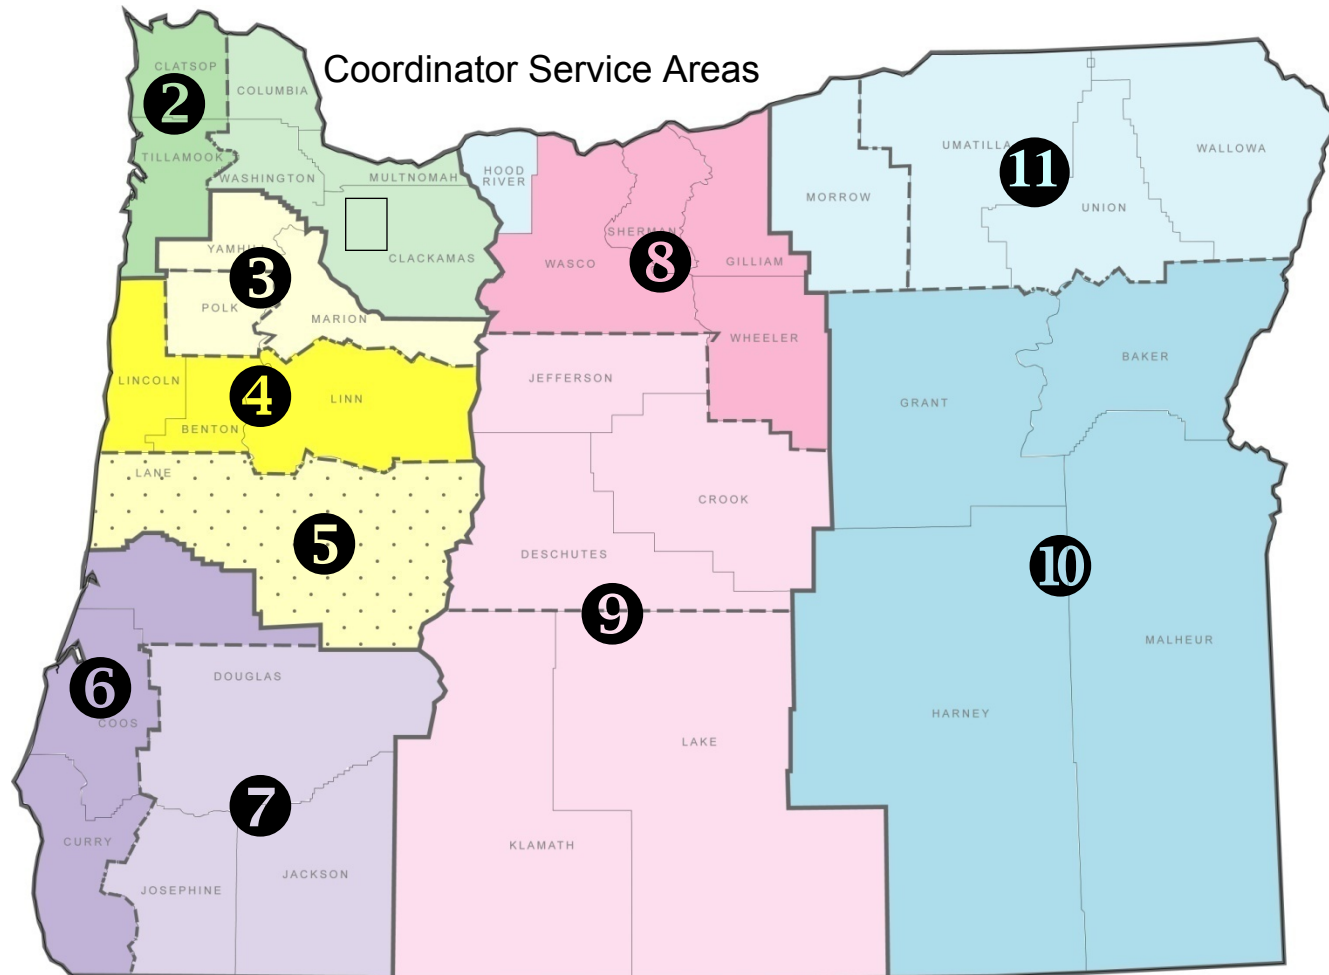 Coordinator Service Areas
CLATSOP
2
COLUMBIA
TILLAMOOK
WASHINGTON
MULTNOMAH
HOOD
RIVER
CLACKAMAS
YAMHILL
3
POLK
MARION
WASCO
SHERMAN
8
GILLIAM
WHEELER
MORROW
UMATILLA
11
UNION
WALLOWA
LINCOLN
4
LINN
BENTON
JEFFERSON
BAKER
GRANT
LANE
5
CROOK
DESCHUTES
9
10
MALHEUR
6
COOS
DOUGLAS
HARNEY
LAKE
7
CURRY
KLAMATH
JOSEPHINE
JACKSON